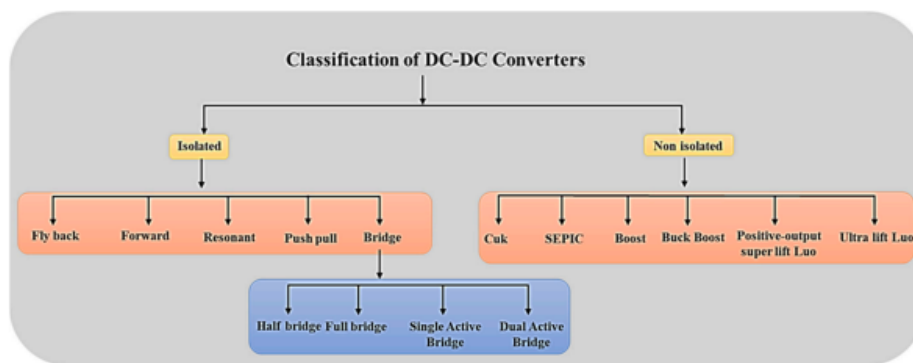 Classification of DC-DC Converters
Isolated
Non isolated
Fly back
Forward
Resonant
Push pull
Bridge
Cuk
SEPIC
Boost
Buck Boost
Positive-output
super lift Luo
Ultra lift Luo
Half bridge
Full bridge
Single Active
Bridge
Dual Active
Bridge